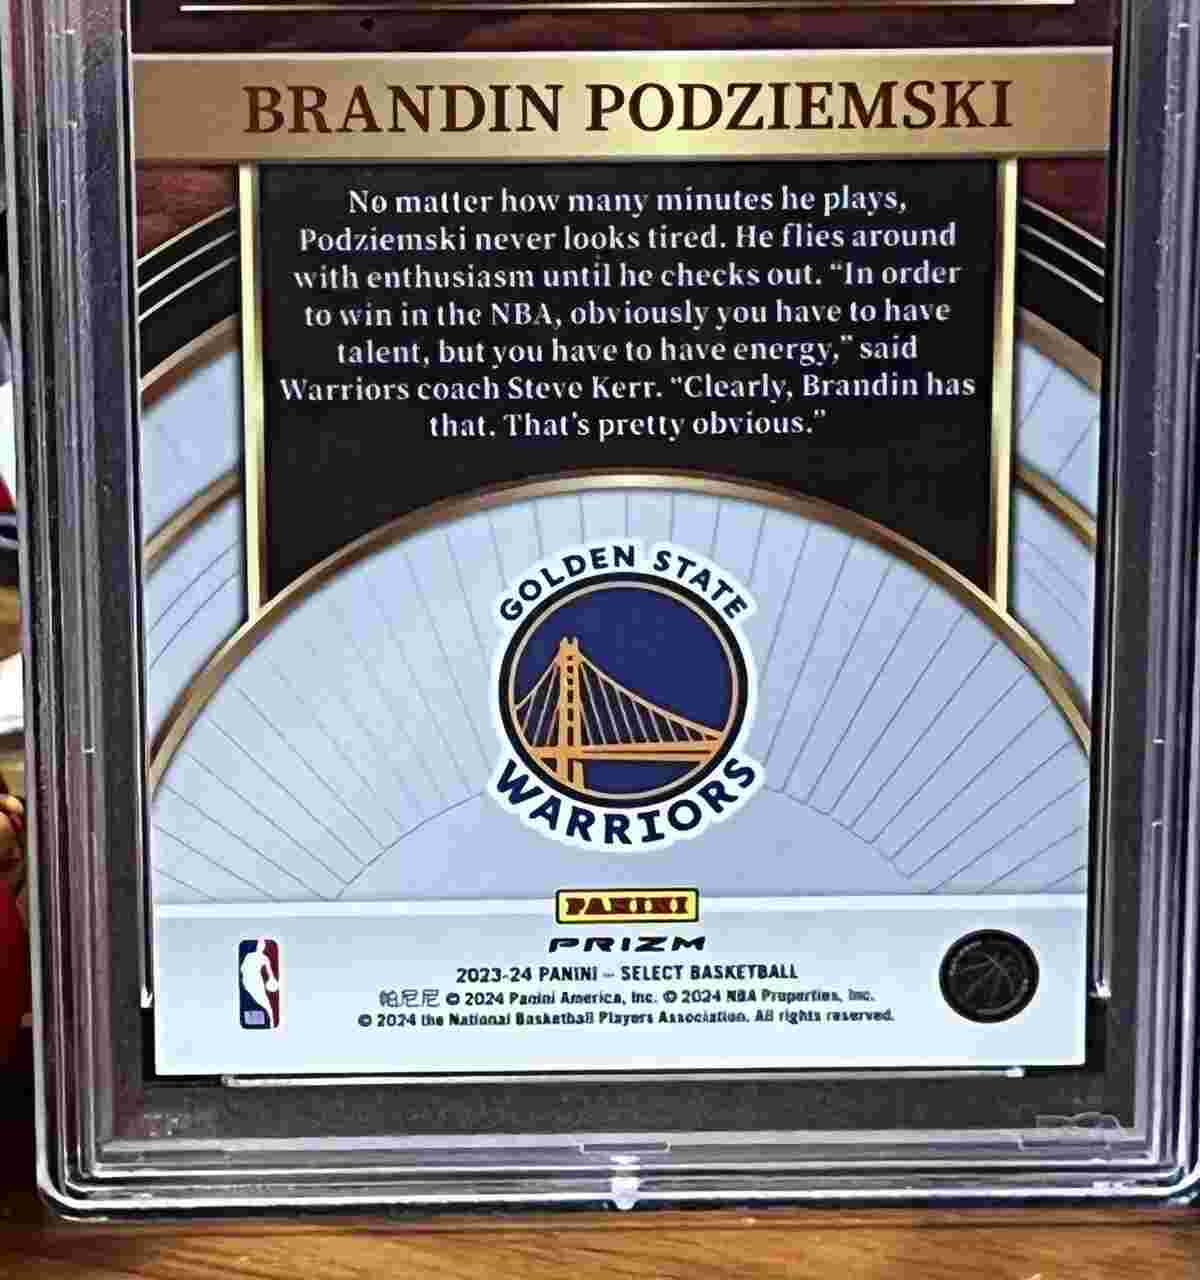 BRANDIN PODZIEMSKI
No matter how many minutes he plays,
Podziemski never looks tired. He flies around
with enthusiasm until he checks out. “In order
to win in the NBA, obviously you have to have
talent, but you have to have energy,” said
Warriors coach Steve Kerr. “Clearly, Brandin has
that. That’s pretty obvious.”
GOLDEN STATE
WARRIORS
PANINI
PRIZM
2023-24 PANINI – SELECT BASKETBALL
帕尼尼 © 2024 Panini America, Inc. © 2024 NBA Properties, Inc.
© 2024 the National Basketball Players Association. All rights reserved.